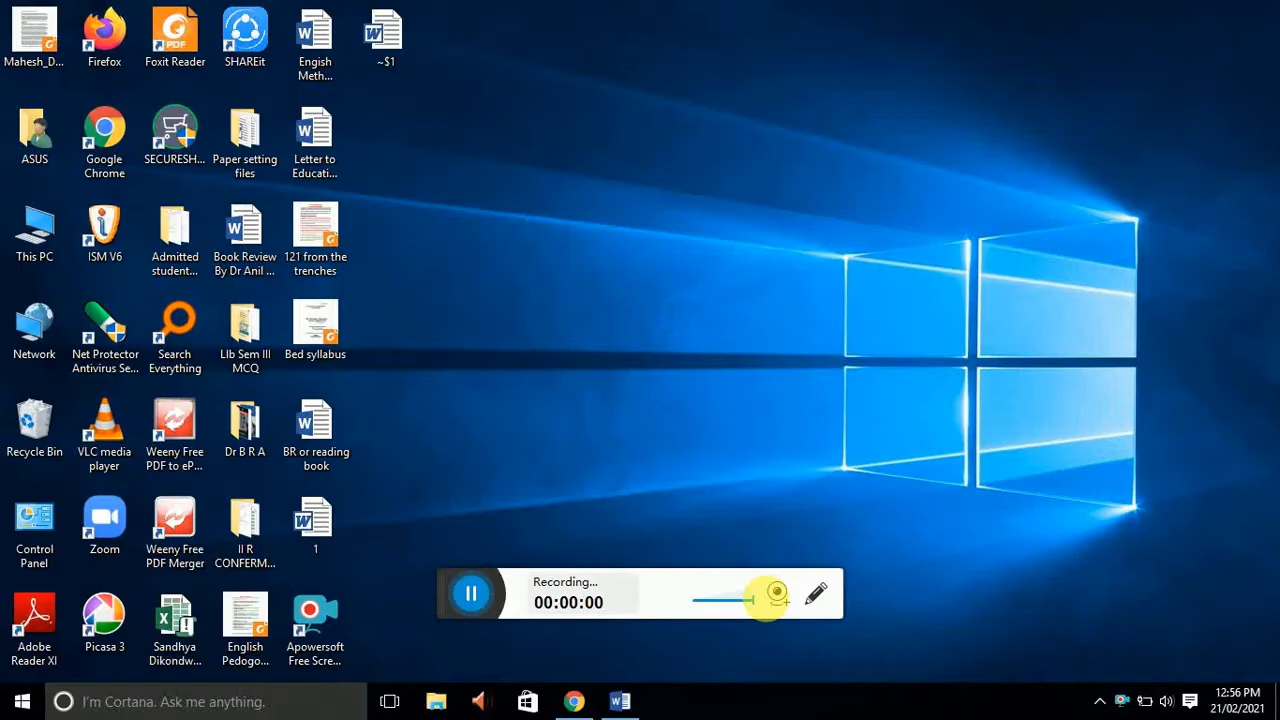 Mahesh_D...
Firefox
PDF
Foxit Reader
SHAREit
Engish
Meth...
~$1
ASUS
Google
Chrome
SECURESH...
Paper setting
files
Letter to
Educati...
This PC
ISM V6
Admitted
student...
Book Review
By Dr Anil ...
121 from the
trenches
Network
Net Protector
Antivirus Se...
Search
Everything
LIb Sem III
MCQ
Bed syllabus
Recycle Bin
VLC media
player
Weeny Free
PDF to eP...
Dr B R A
BR or reading
book
Control
Panel
Zoom
Weeny Free
PDF Merger
II R
CONFERM...
1
Recording...
00:00:00
Adobe
Reader XI
Picasa 3
Sandhya
Dikondw...
English
Pedogo...
Apowersoft
Free Scre...
I'm Cortana. Ask me anything.
12:56 PM
21/02/2021